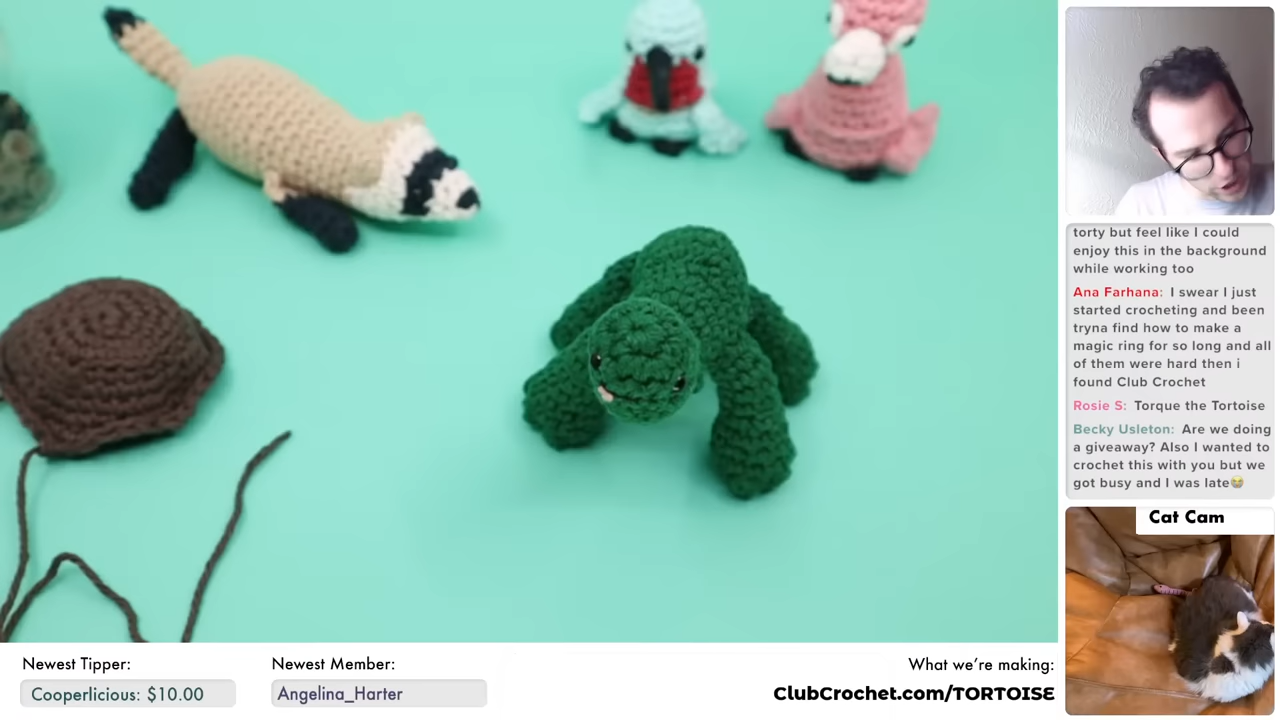 torty but feel like I could
enjoy this in the background
while working too
Ana Farhana: I swear I just
started crocheting and been
tryna find how to make a
magic ring for so long and all
of them were hard then i
found Club Crochet
Rosie S: Torque the Tortoise
Becky Usleton: Are we doing
a giveaway? Also I wanted to
crochet this with you but we
got busy and I was late😭
Cat Cam
Newest Tipper:
Cooperlicious: $10.00
Newest Member:
Angelina_Harter
What we're making:
ClubCrochet.com/TORTOISE